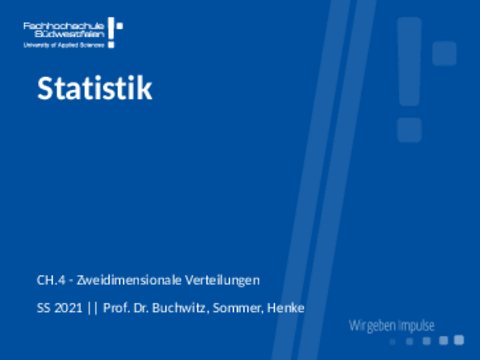 Fachhochschule
Südwestfalen
University of Applied Sciences
Statistik
CH.4 - Zweidimensionale Verteilungen
SS 2021 || Prof. Dr. Buchwitz, Sommer, Henke
Wir geben Impulse